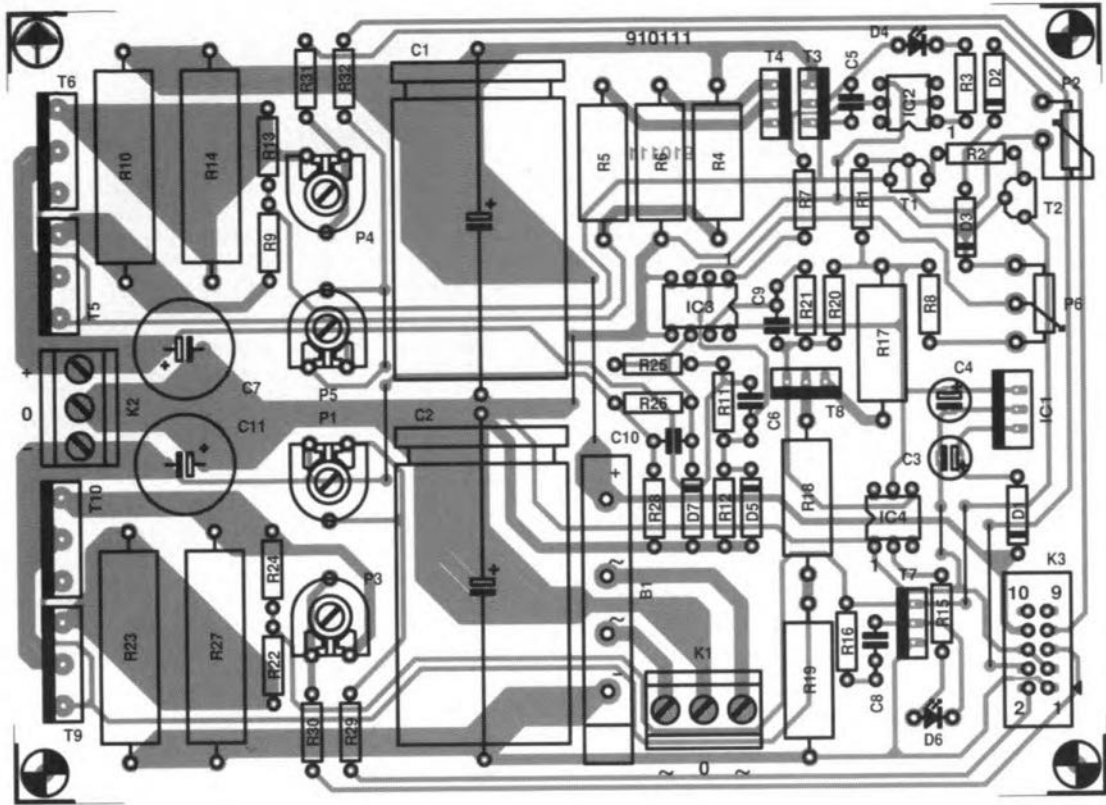 910111
D4
T4
T3
C5
IC2
R3
D2
1
T6
R31
R32
C1
R10
R14
R13
R5
R6
R4
P4
R9
R7
R1
T1
R2
T2
D3
T5
+
+
1
IC3
C9
R21
R20
R17
R8
P6
P5
R25
R11
C6
T8
C4
IC1
+
0
-
K2
C7
C11
P1
C2
R26
C10
C3
+
+
T10
R28
D7
R12
D5
R18
IC4
1
R24
P3
+
~
B1
~
-
T7
R15
K3
10
9
2
1
R23
R27
R22
K1
R19
R16
C8
D6
T9
R30
R29
~
0
~